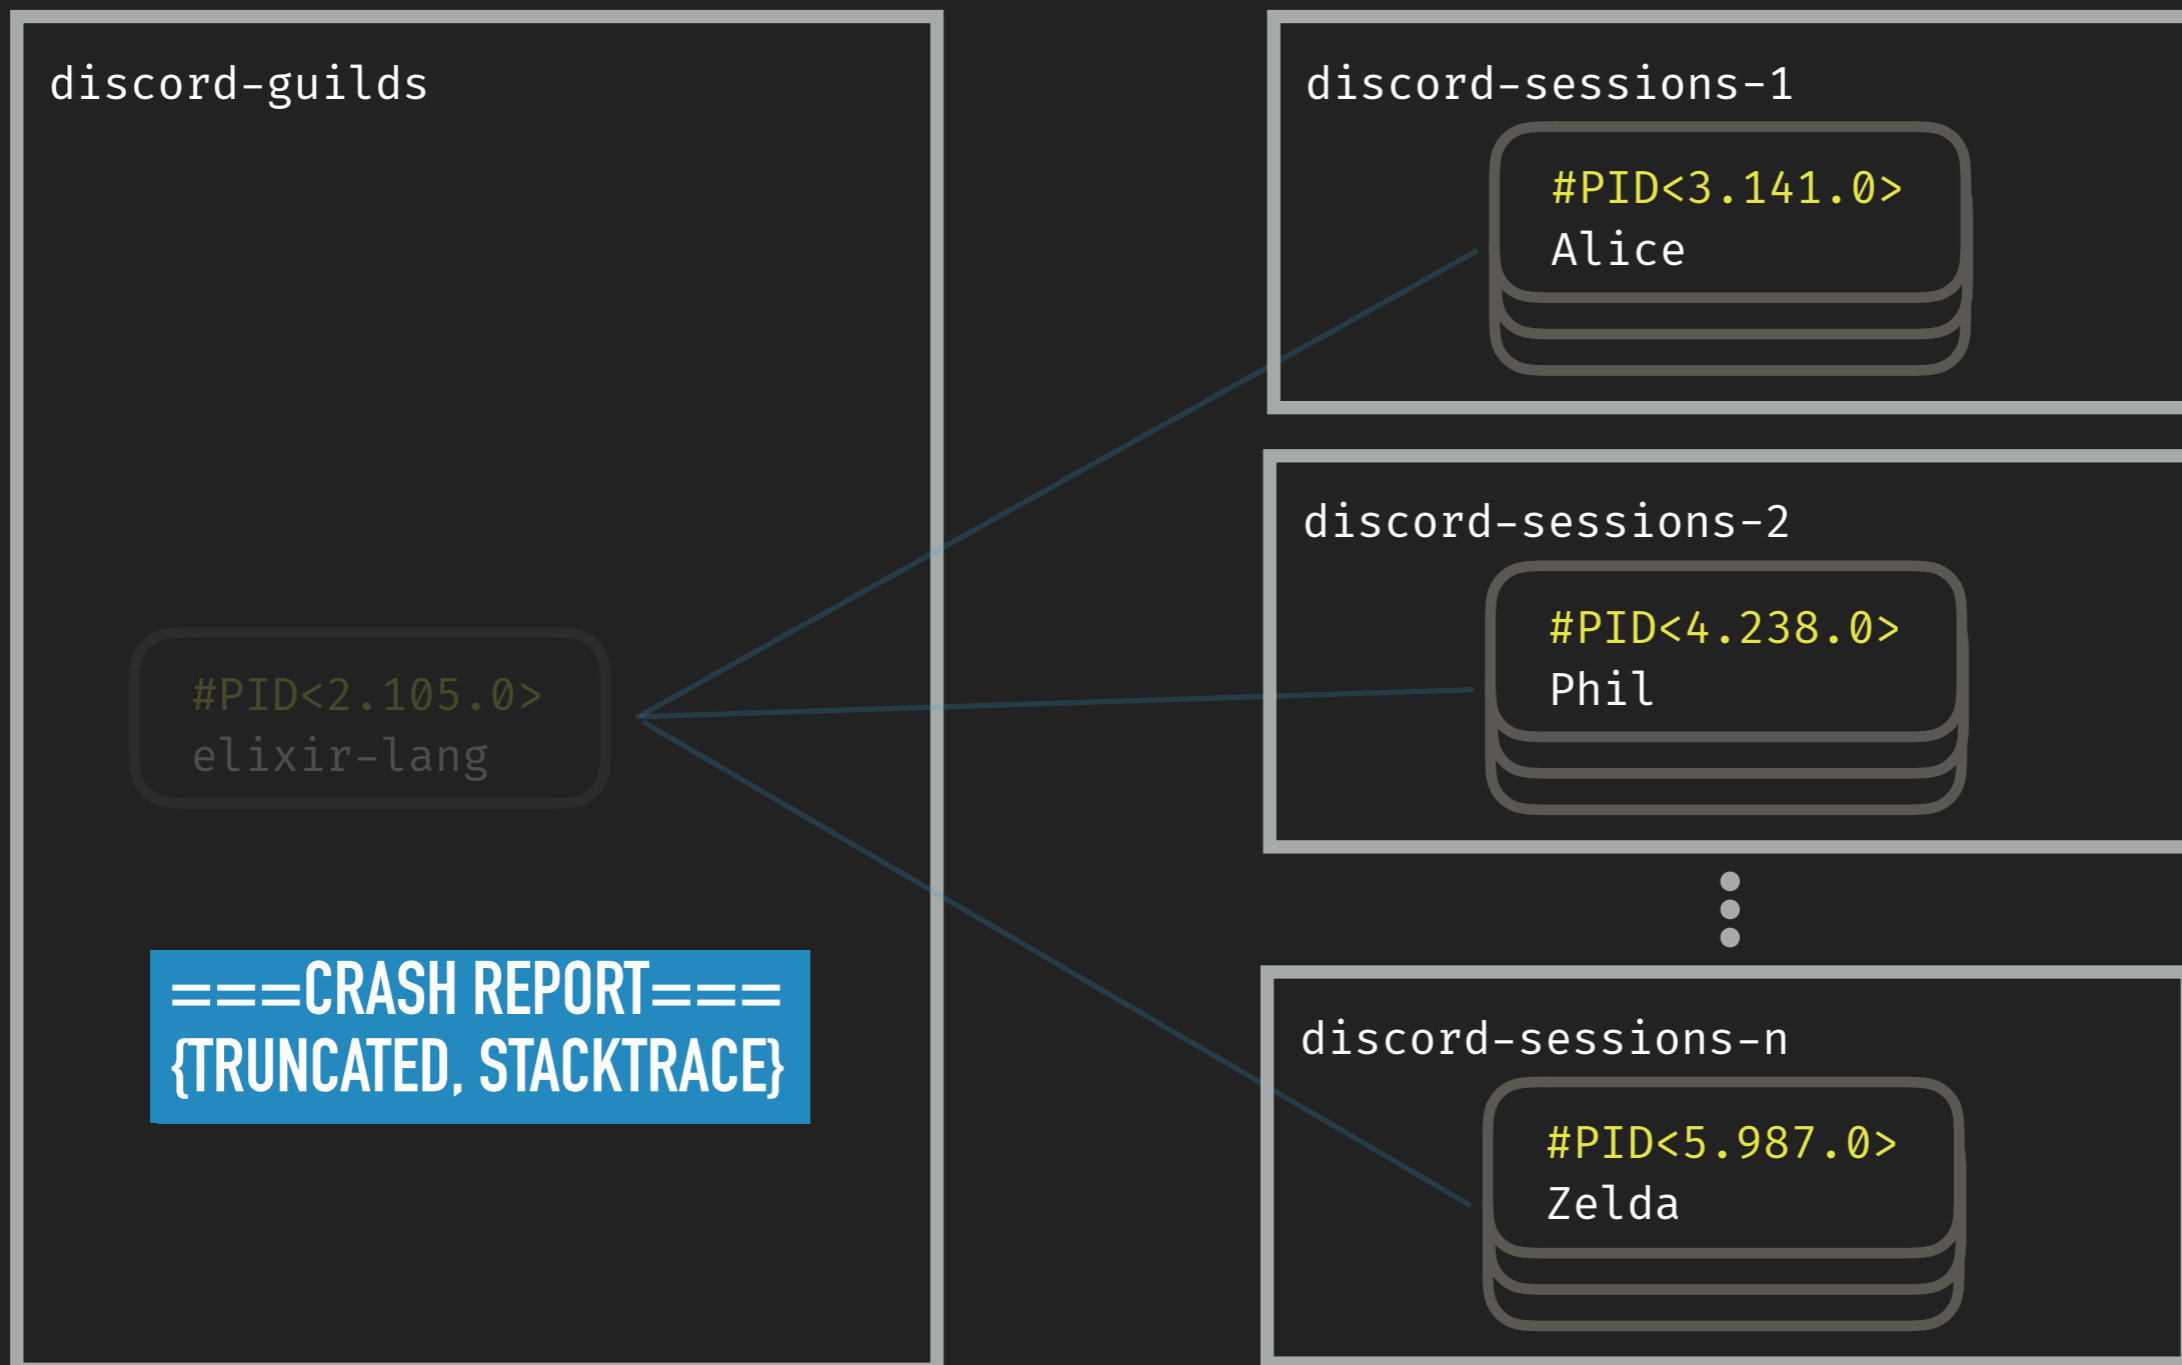 discord-guilds
#PID<2.105.0>
elixir-lang
===CRASH REPORT===
{TRUNCATED, STACKTRACE}
discord-sessions-1
#PID<3.141.0>
Alice
discord-sessions-2
#PID<4.238.0>
Phil
discord-sessions-n
#PID<5.987.0>
Zelda